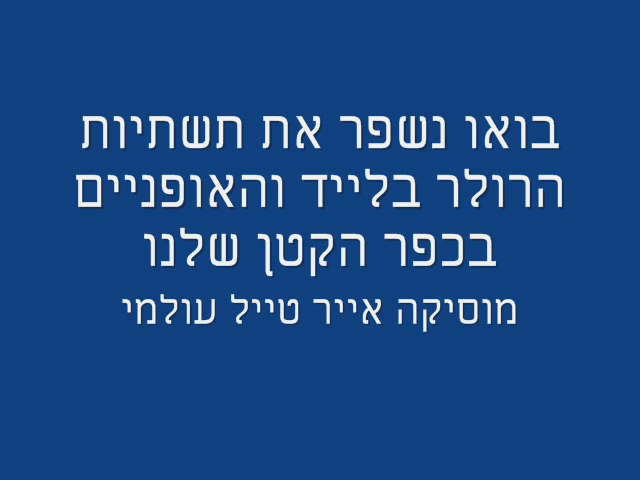 בואו נשפר את תשתיות
הרולר בלייד והאופניים
בכפר הקטן שלנו
מוסיקה אייר טייל עולמי